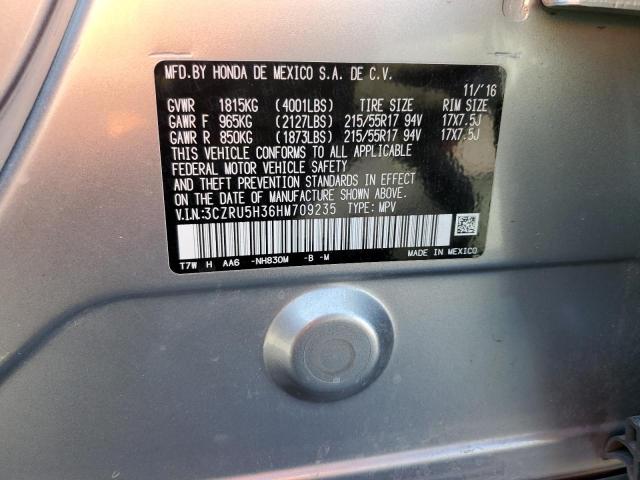 MFD.BY HONDA DE MEXICO S.A. DE C.V.
11/'16
GVWR 1815KG (4001LBS) TIRE SIZE RIM SIZE
GAWR F 965KG (2127LBS) 215/55R17 94V 17X7.5J
GAWR R 850KG (1873LBS) 215/55R17 94V 17X7.5J
THIS VEHICLE CONFORMS TO ALL APPLICABLE
FEDERAL MOTOR VEHICLE SAFETY
AND THEFT PREVENTION STANDARDS IN EFFECT
ON THE DATE OF MANUFACTURE SHOWN ABOVE.
V.I.N:3CZRU5H36HM709235 TYPE: MPV
T7W H AA6 -NH830M -B -M MADE IN MEXICO